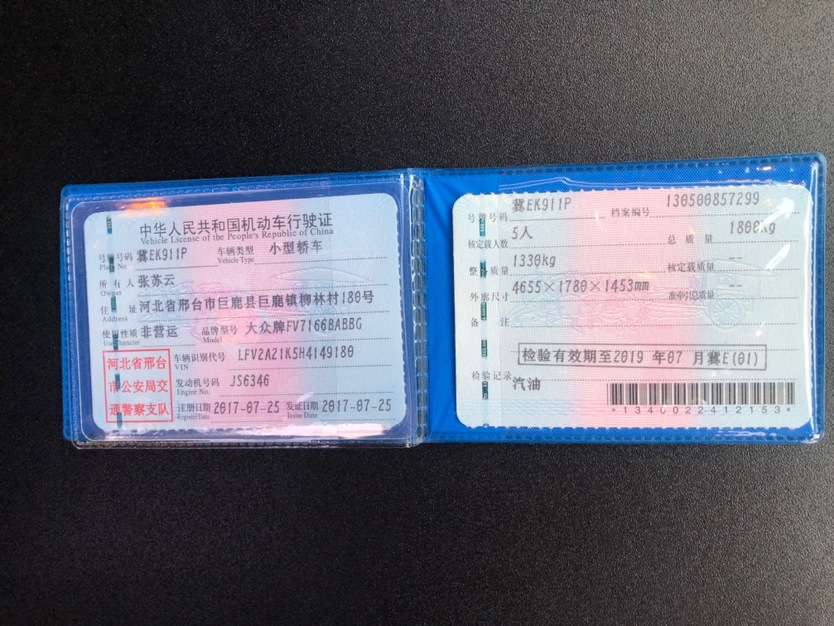 中华人民共和国机动车行驶证
Vehicle License of the People's Republic of China
号牌号码 冀EK911P 车辆类型 小型轿车
Plate No. Vehicle Type
所有人 张苏云
Owner
住址 河北省邢台市巨鹿县巨鹿镇柳林村180号
Address
使用性质 非营运 品牌型号 大众牌FV7166BABBG
Use Character Model
河北省邢台
市公安局交
通警察支队
车辆识别代号 LFV2A21K5H4149180
VIN
发动机号码 JS6346
Engine No.
注册日期 2017-07-25 发证日期 2017-07-25
Register Date Issue Date
号牌号码 冀EK911P 档案编号 130500857299
核定载人数 5人 总质量 1800kg
整备质量 1330kg 核定载质量 --
外廓尺寸 4655×1780×1453mm 准牵引总质量 --
备注
检验有效期至2019年07月冀E(01)
检验记录
汽油
*1340022412153*